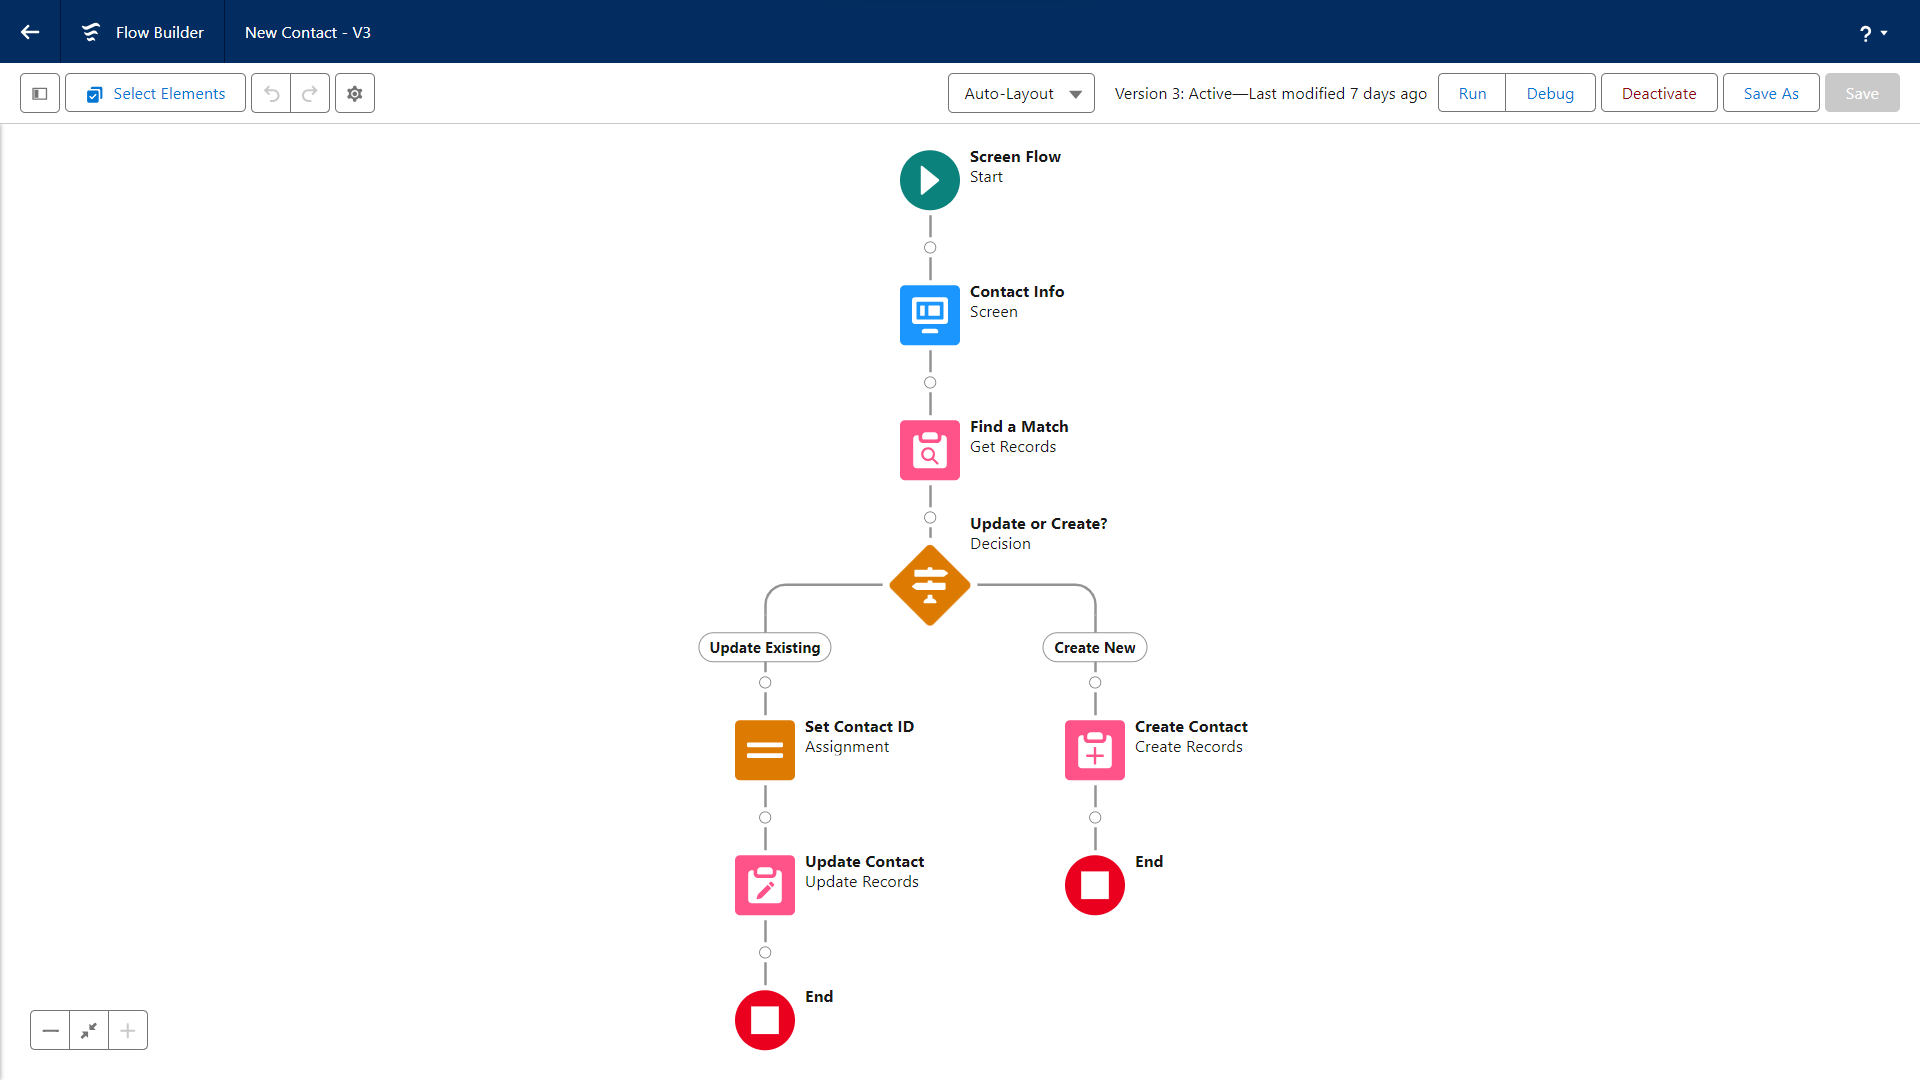 Flow Builder
New Contact - V3
?
Select Elements
Auto-Layout
Version 3: Active—Last modified 7 days ago
Run
Debug
Deactivate
Save As
Save
Screen Flow
Start
Contact Info
Screen
Find a Match
Get Records
Update or Create?
Decision
Update Existing
Create New
Set Contact ID
Assignment
Create Contact
Create Records
Update Contact
Update Records
End
End